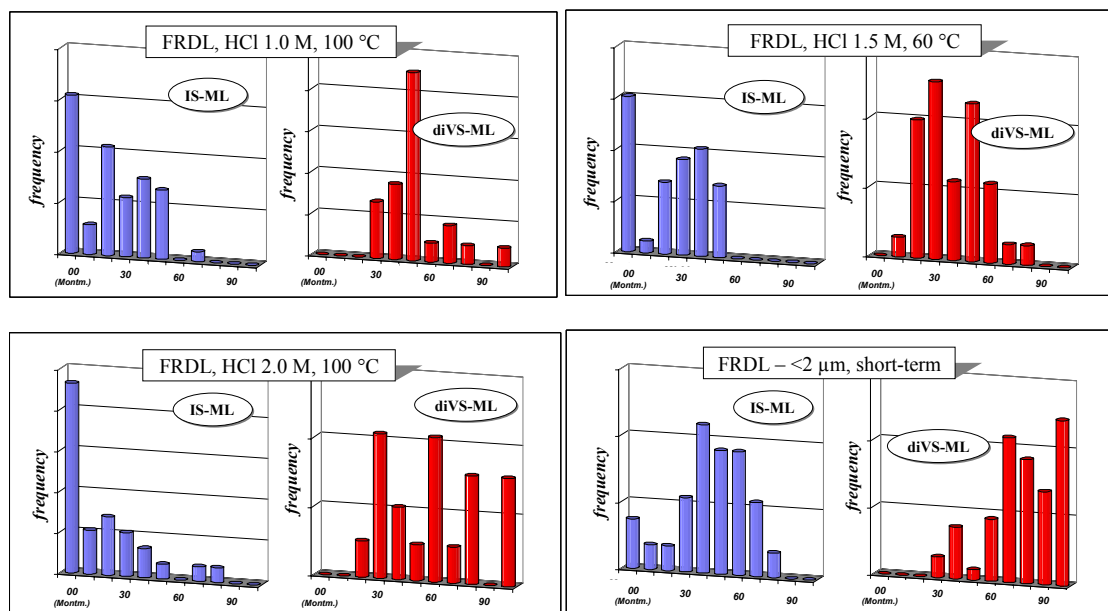 FRDL, HCl 1.0 M, 100 °C
IS-ML
diVS-ML
frequency
frequency
00 30 60 90
(Montm.)
00 30 60 90
(Montm.)
FRDL, HCl 1.5 M, 60 °C
IS-ML
diVS-ML
frequency
frequency
00 30 60 90
(Montm.)
00 30 60 90
(Montm.)
FRDL, HCl 2.0 M, 100 °C
IS-ML
diVS-ML
frequency
frequency
00 30 60 90
(Montm.)
00 30 60 90
(Montm.)
FRDL – <2 µm, short-term
IS-ML
diVS-ML
frequency
frequency
00 30 60 90
(Montm.)
00 30 60 90
(Montm.)